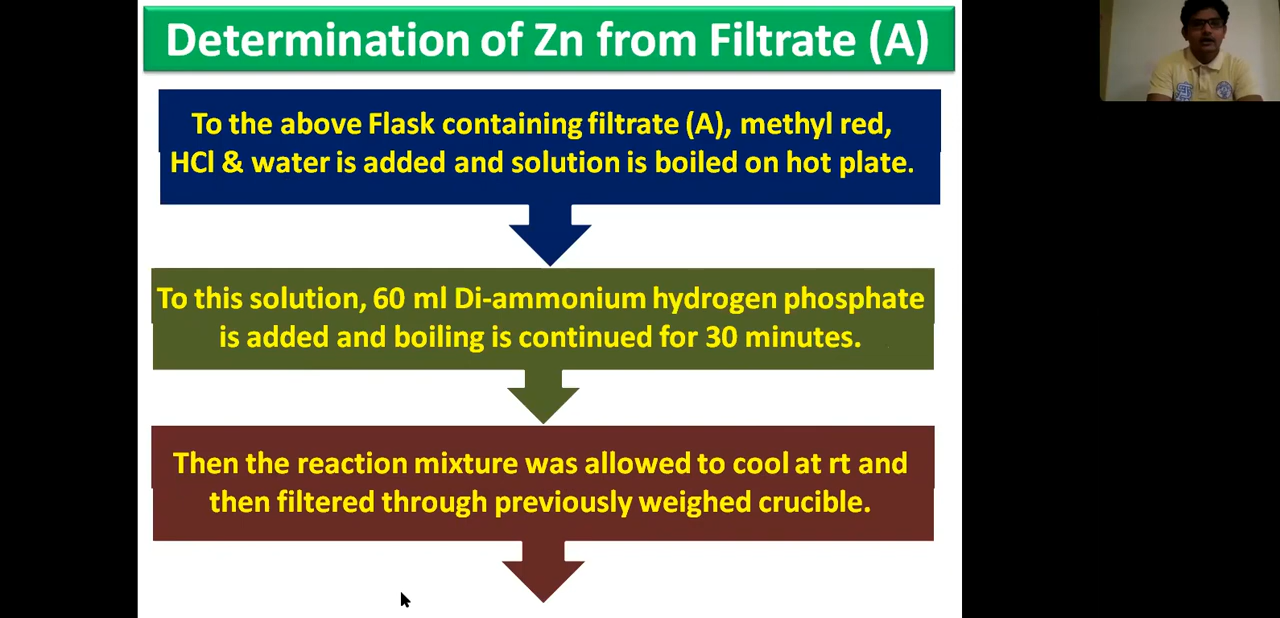 Determination of Zn from Filtrate (A)
To the above Flask containing filtrate (A), methyl red,
HCl & water is added and solution is boiled on hot plate.
To this solution, 60 ml Di-ammonium hydrogen phosphate
is added and boiling is continued for 30 minutes.
Then the reaction mixture was allowed to cool at rt and
then filtered through previously weighed crucible.